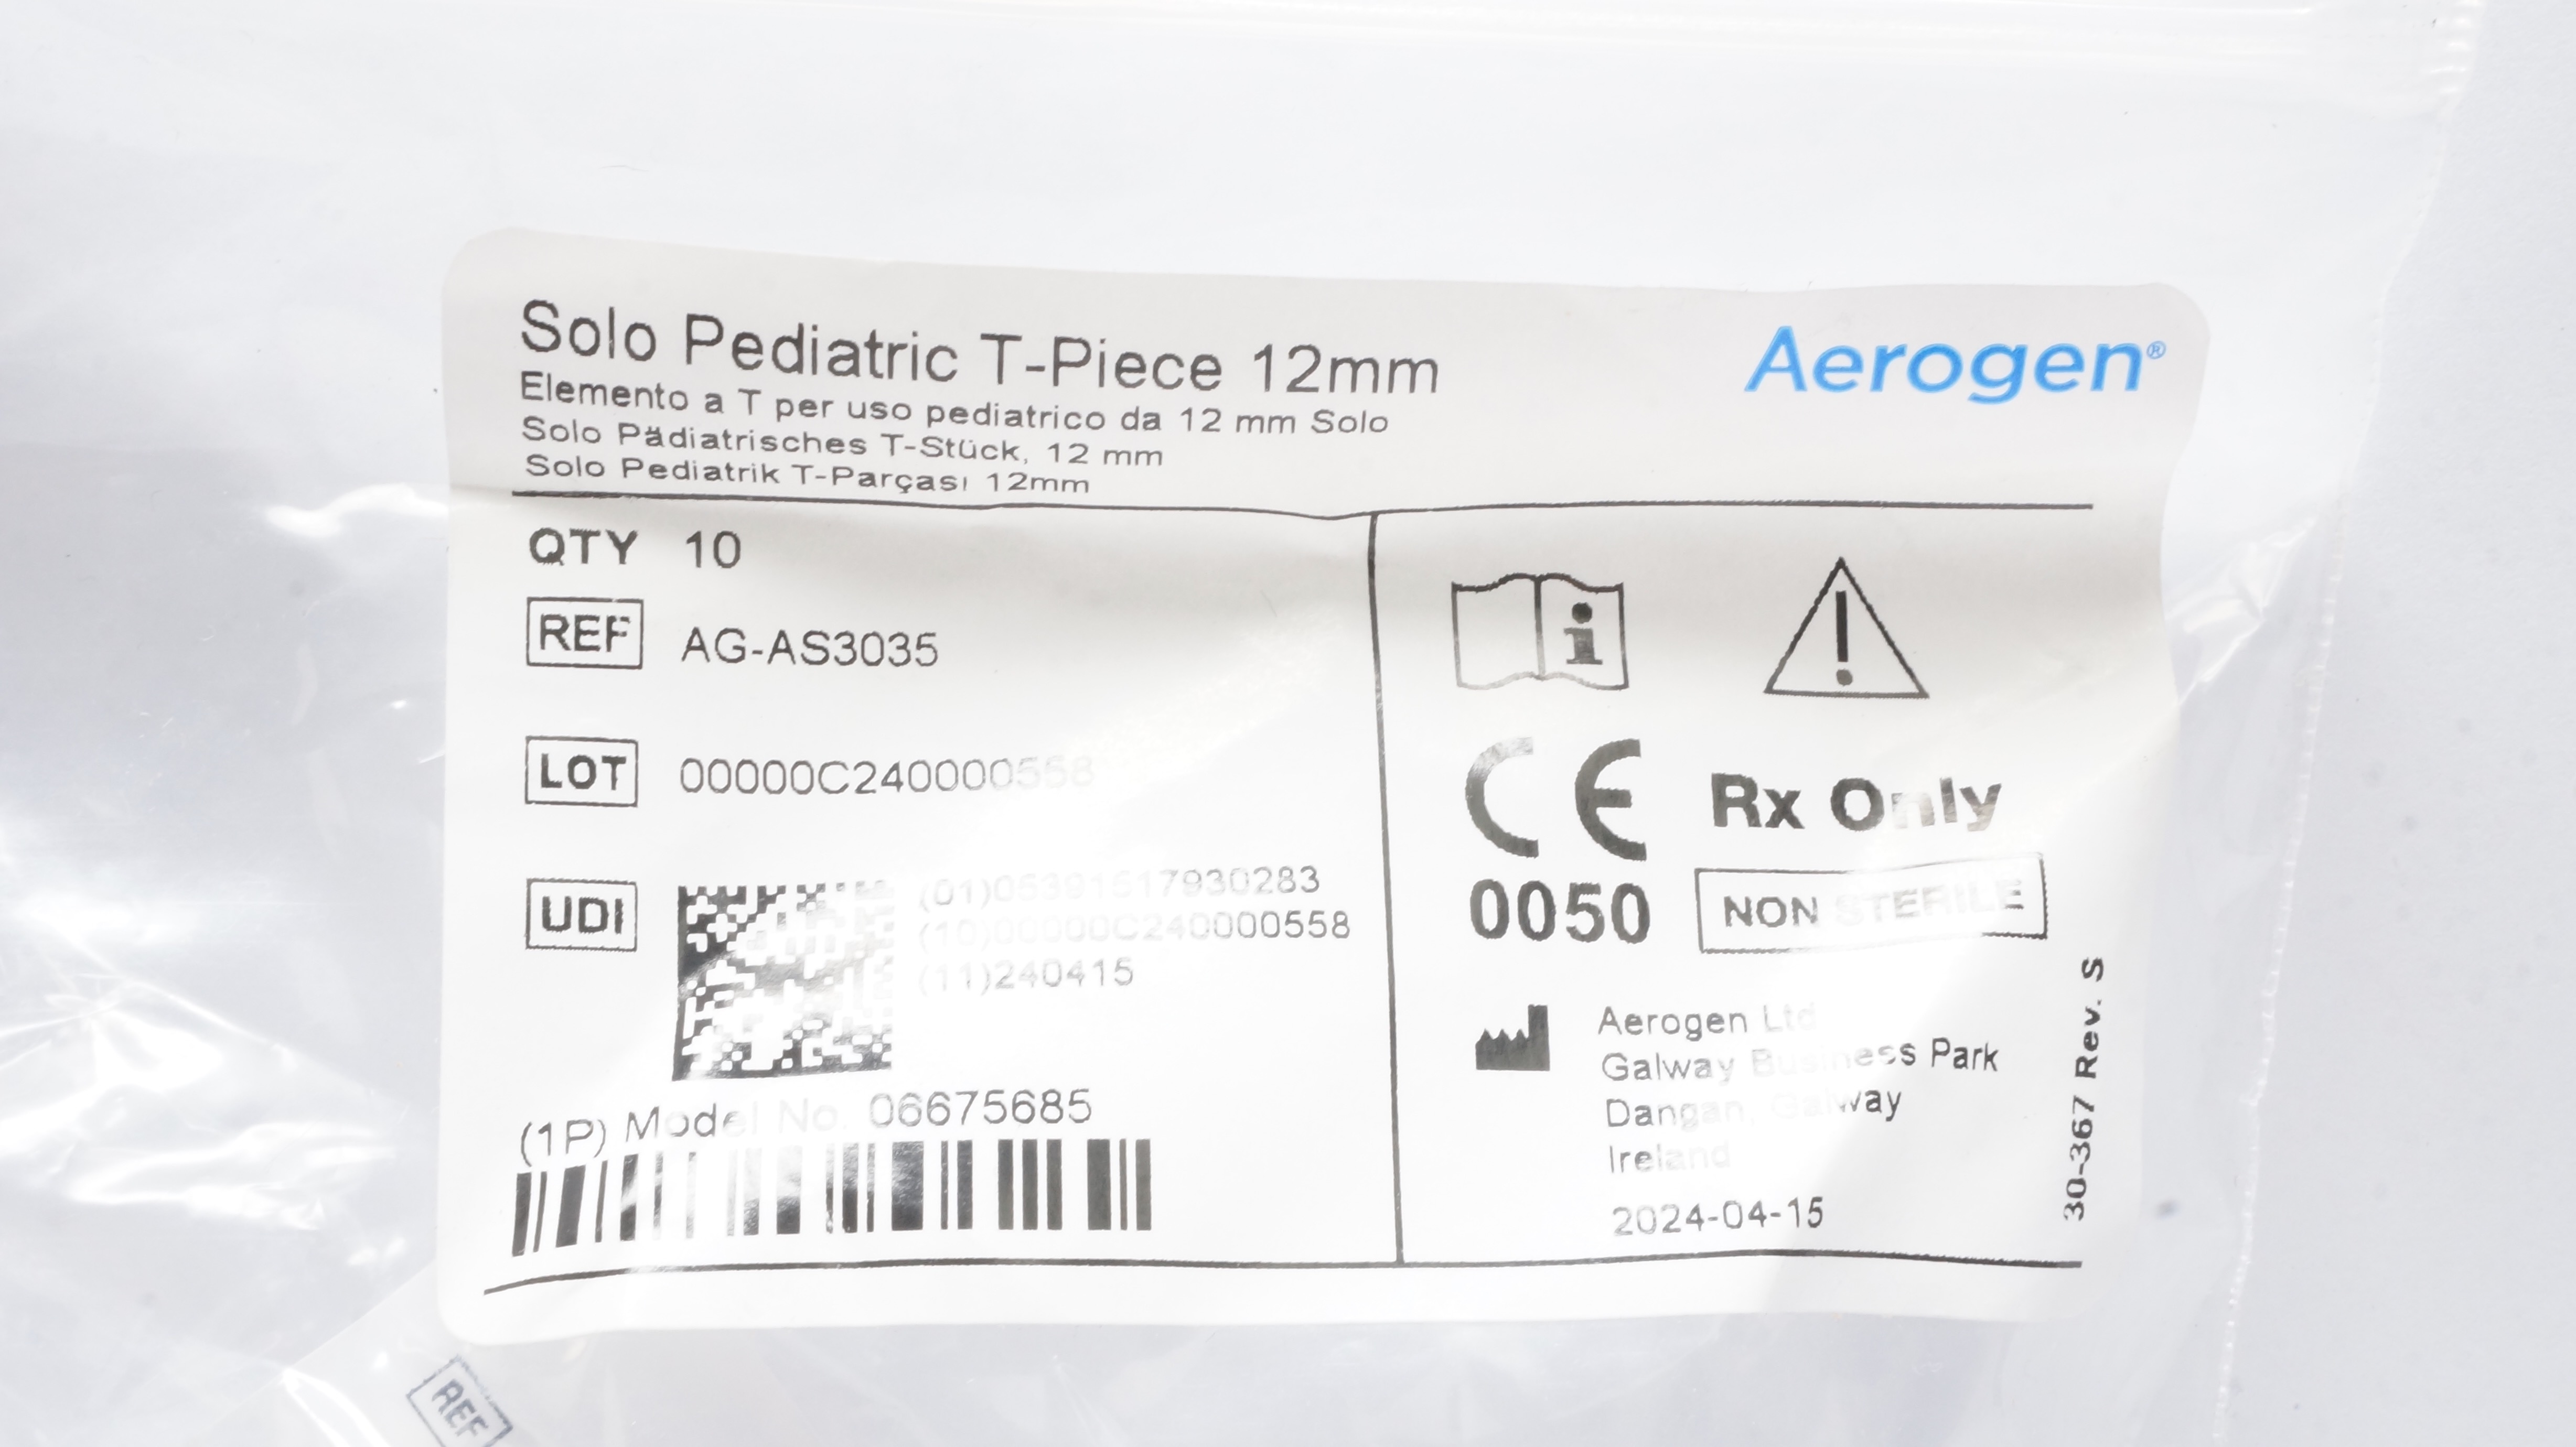 Solo Pediatric T-Piece 12mm
Aerogen®
Elemento a T per uso pediatrico da 12 mm Solo
Solo Pädiatrisches T-Stück, 12 mm
Solo Pediatrik T-Parçası 12mm
QTY 10
REF AG-AS3035
LOT 00000C240000558
UDI (01)05391517930283
(10)00000C240000558
(11)240415
(1P) Model No. 06675685
CE Rx Only
0050 NON STERILE
Aerogen Ltd
Galway Business Park
Dangan, Galway
Ireland
2024-04-15
30-367 Rev. S
REF